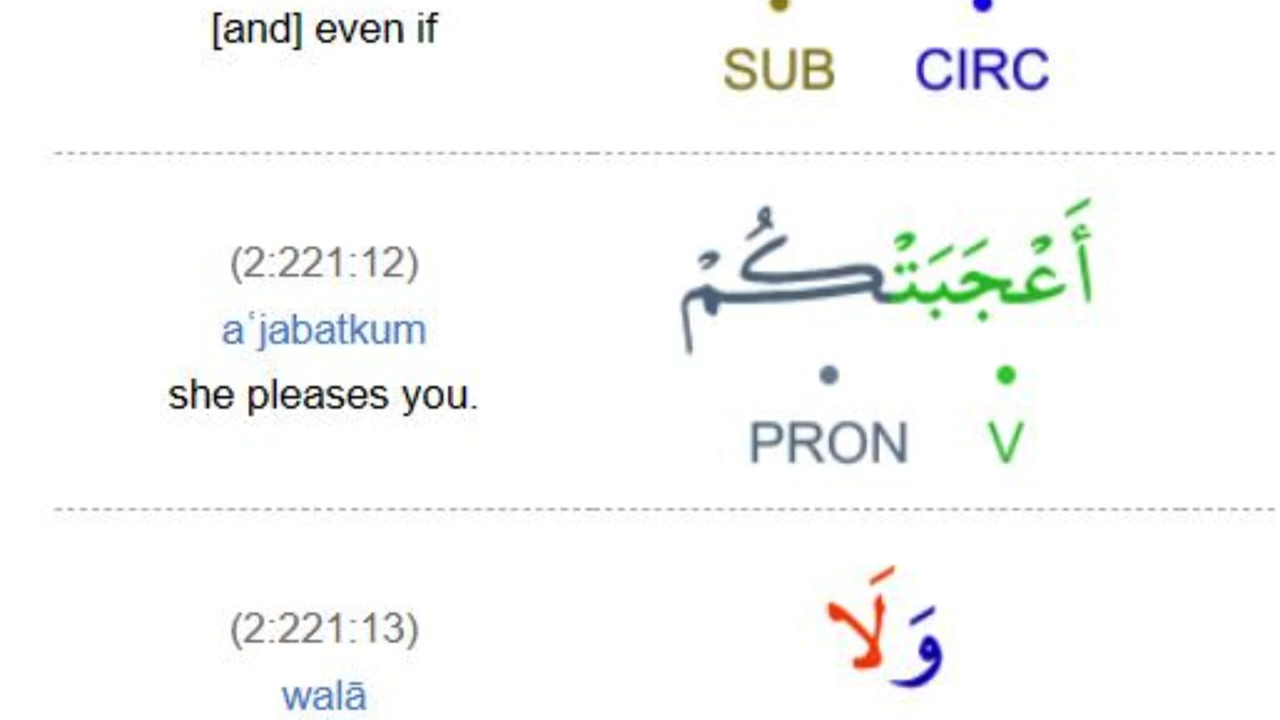 [and] even if
SUB CIRC
(2:221:12)
aʿjabatkum
she pleases you.
أَعْجَبَتْكُمْ
PRON V
(2:221:13)
walā
وَلَا